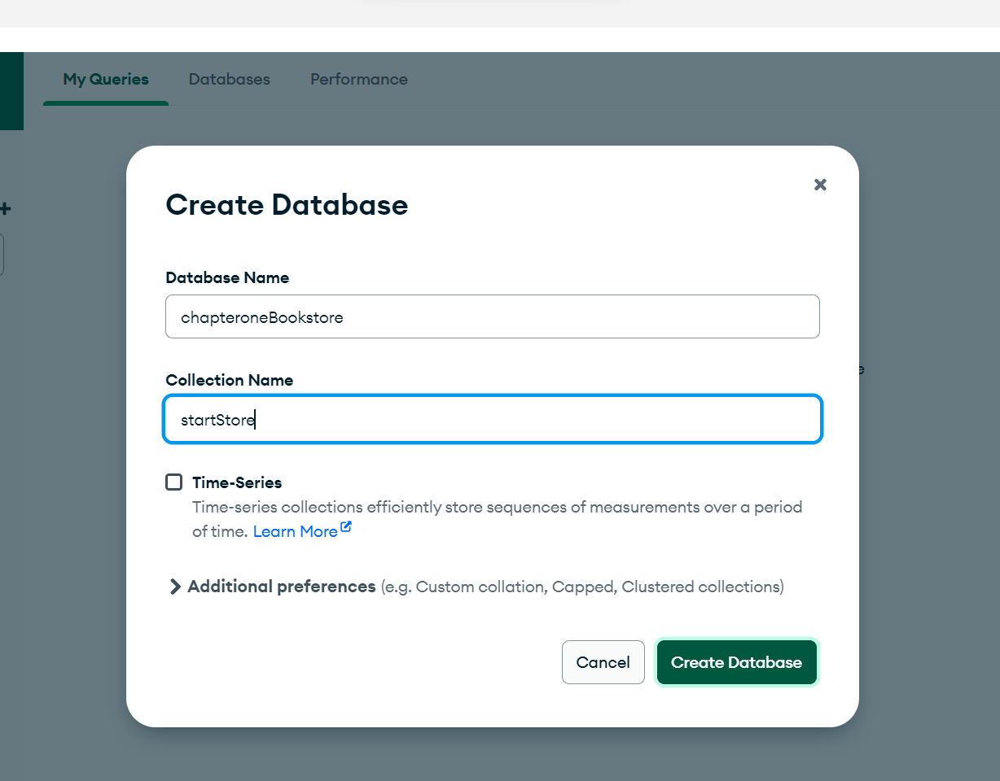 My Queries Databases Performance
Create Database
Database Name
chapteroneBookstore
Collection Name
startStore
Time-Series
Time-series collections efficiently store sequences of measurements over a period
of time. Learn More
Additional preferences (e.g. Custom collation, Capped, Clustered collections)
Cancel Create Database